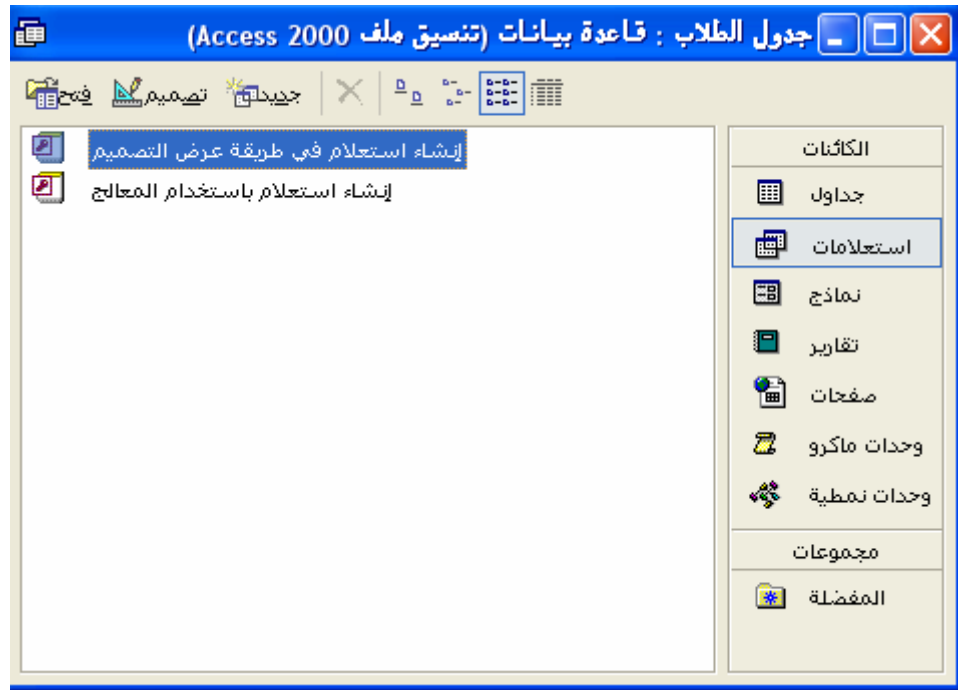 جدول الطلاب : قاعدة بيانات (تنسيق ملف Access 2000)
فتح تصميم جديد
الكائنات
جداول
استعلامات
نماذج
تقارير
صفحات
وحدات ماكرو
وحدات نمطية
مجموعات
المفضلة
إنشاء استعلام في طريقة عرض التصميم
إنشاء استعلام باستخدام المعالج